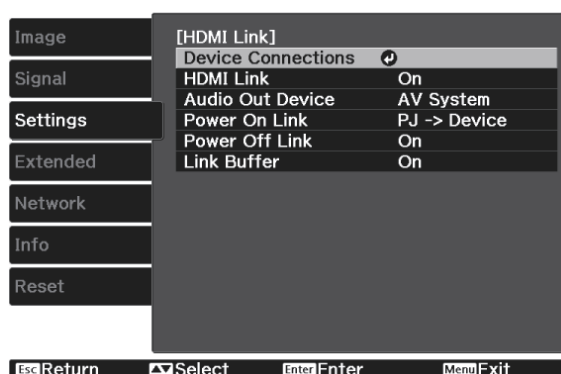 Image
Signal
Settings
Extended
Network
Info
Reset
[HDMI Link]
Device Connections
HDMI Link On
Audio Out Device AV System
Power On Link PJ -> Device
Power Off Link On
Link Buffer On
Esc Return Select Enter Enter Menu Exit